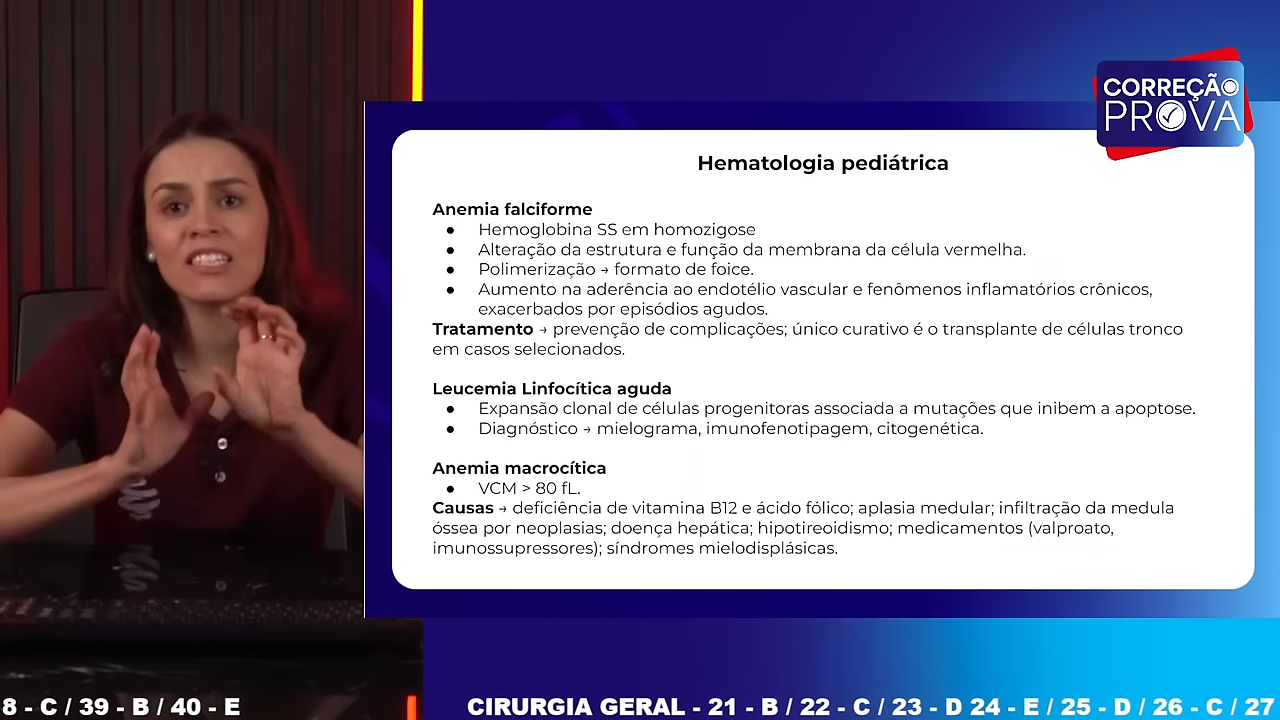 CORREÇÃO
PROVA
Hematologia pediátrica
Anemia falciforme
● Hemoglobina SS em homozigose
● Alteração da estrutura e função da membrana da célula vermelha.
● Polimerização → formato de foice.
● Aumento na aderência ao endotélio vascular e fenômenos inflamatórios crônicos,
exacerbados por episódios agudos.
Tratamento → prevenção de complicações; único curativo é o transplante de células tronco
em casos selecionados.
Leucemia Linfocítica aguda
● Expansão clonal de células progenitoras associada a mutações que inibem a apoptose.
● Diagnóstico → mielograma, imunofenotipagem, citogenética.
Anemia macrocítica
● VCM > 80 fL.
Causas → deficiência de vitamina B12 e ácido fólico; aplasia medular; infiltração da medula
óssea por neoplasias; doença hepática; hipotireoidismo; medicamentos (valproato,
imunossupressores); síndromes mielodisplásicas.
8 - C / 39 - B / 40 - E CIRURGIA GERAL - 21 - B / 22 - C / 23 - D 24 - E / 25 - D / 26 - C / 27